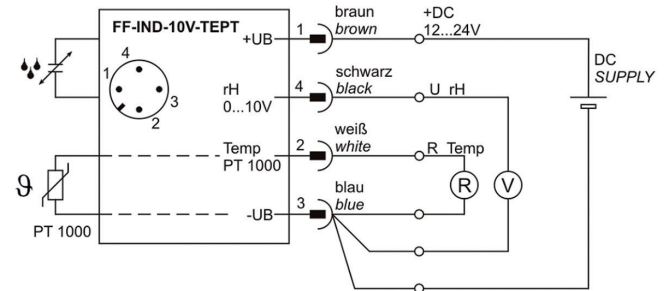 FF-IND-10V-TEPT
+UB
1
braun
brown
+DC
12...24V
DC
SUPPLY
4
1
3
2
rH
0...10V
4
schwarz
black
U rH
Temp
PT 1000
2
weiß
white
R Temp
R
V
ϑ
PT 1000
-UB
3
blau
blue